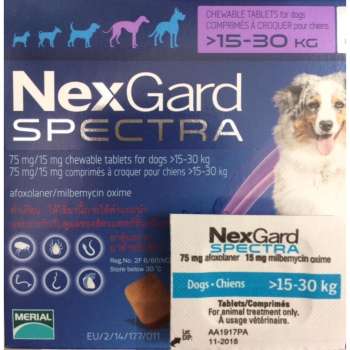 CHEWABLE TABLETS for dogs
COMPRIMÉS À CROQUER pour chiens
>15-30 KG
NexGard
SPECTRA
75 mg/15 mg chewable tablets for dogs >15-30 kg
75 mg/15 mg comprimés à croquer pour chiens >15-30 kg
afoxolaner/milbemycin oxime
Reg.No. 2F
Store below 30 °C
MERIAL
EU/2/14/177/011
NexGard
SPECTRA
75 mg afoxolaner 15 mg milbemycin oxime
Dogs - Chiens >15-30 kg
Tablets/Comprimés
For animal treatment only.
À usage vétérinaire.
AA1917PA
11-2018